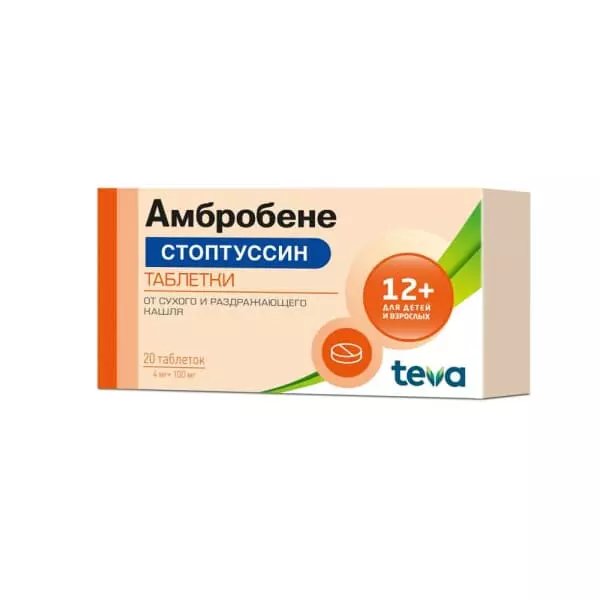 Амбробене
СТОПТУССИН
ТАБЛЕТКИ
ОТ СУХОГО И РАЗДРАЖАЮЩЕГО
КАШЛЯ
12+
ДЛЯ ДЕТЕЙ
И ВЗРОСЛЫХ
20 таблеток
4 мг+ 100 мг
teva